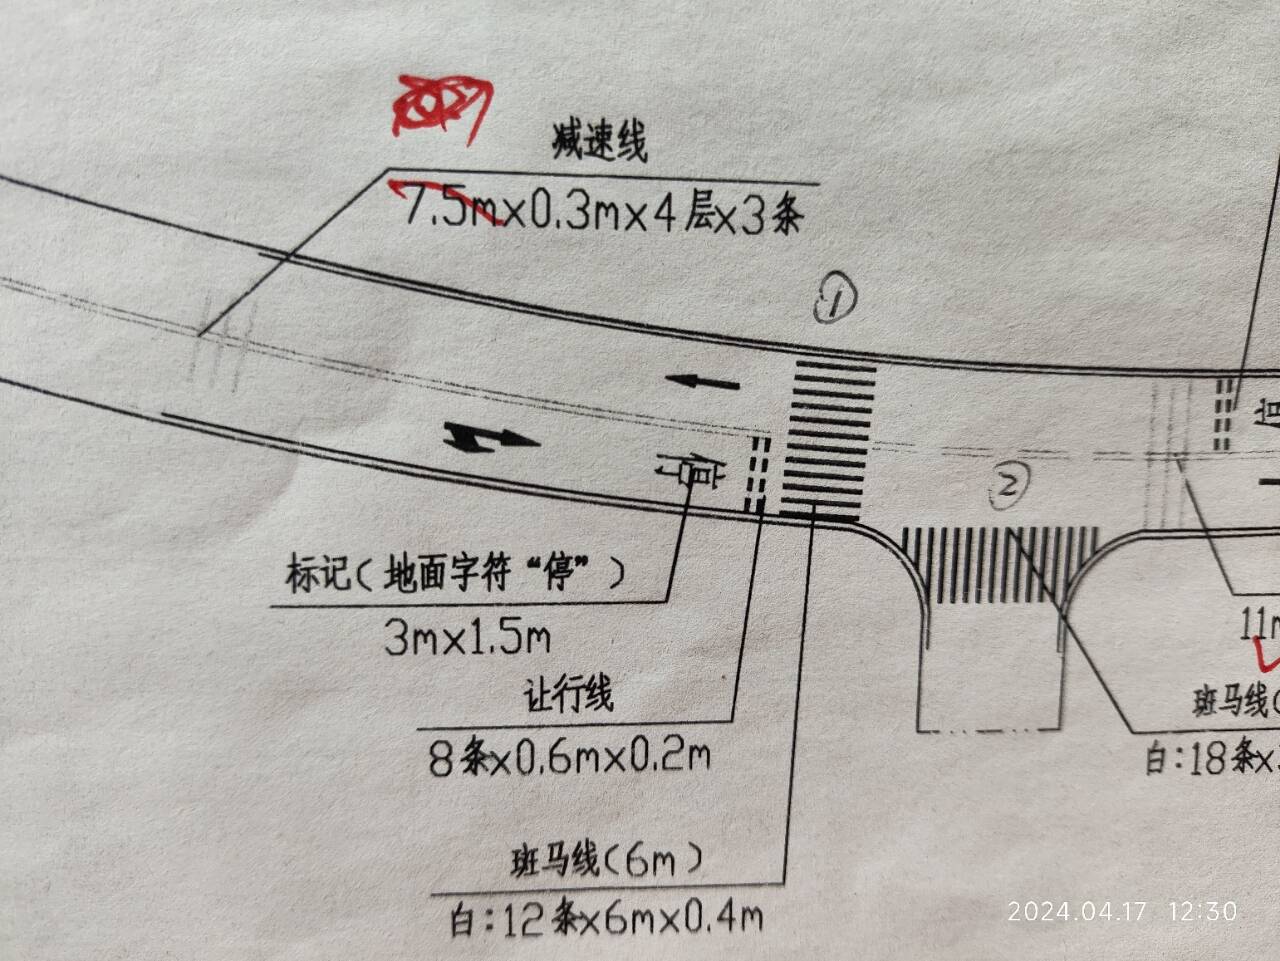 减速线
7.5m×0.3m×4层×3条
①
②
标记(地面字符“停”)
3m×1.5m
11m
让行线
班马线(
8条×0.6m×0.2m
白:18条×
班马线(6m)
白:12条×6m×0.4m
2024.04.17 12:30